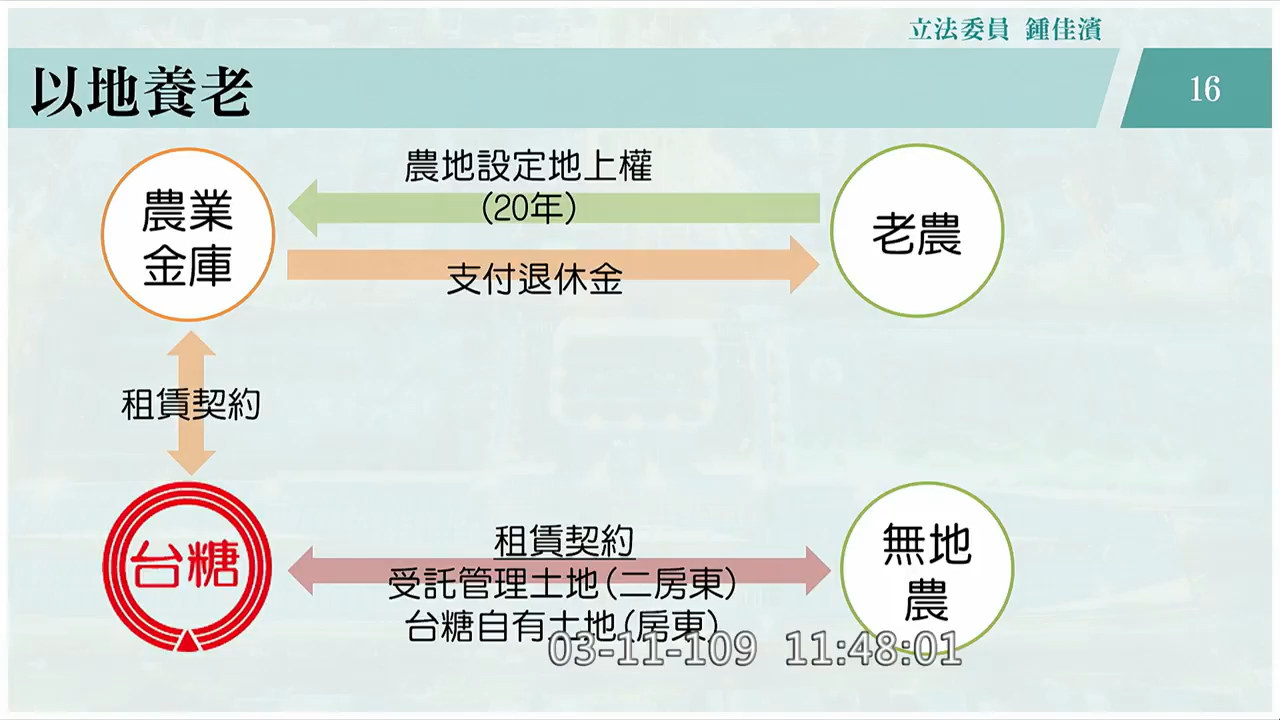 立法委員 鍾佳濱
以地養老
16
農業
金庫
農地設定地上權
(20年)
支付退休金
老農
租賃契約
台糖
租賃契約
受託管理土地(二房東)
台糖自有土地(房東)
無地
農
03-11-109 11:48:01